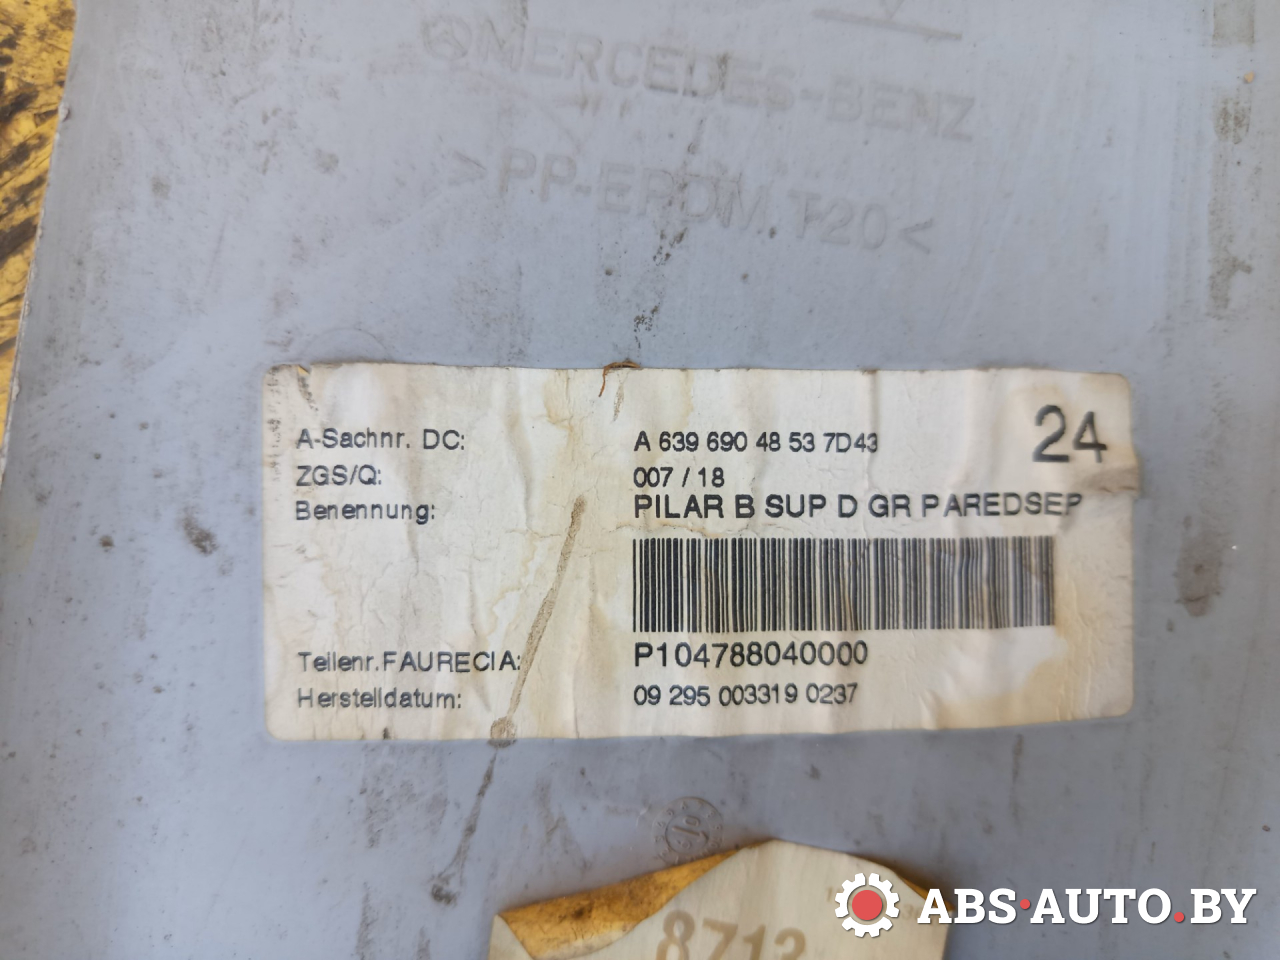 MERCEDES-BENZ
>PP-EPDM T20<
24
A-Sachnr. DC: A 639 690 48 53 7D43
ZGS/Q: 007 / 18
Benennung: PILAR B SUP D GR PAREDSEP
Teilenr.FAURECIA: P104788040000
Herstelldatum: 09 295 003319 0237
8713
ABS·AUTO.BY